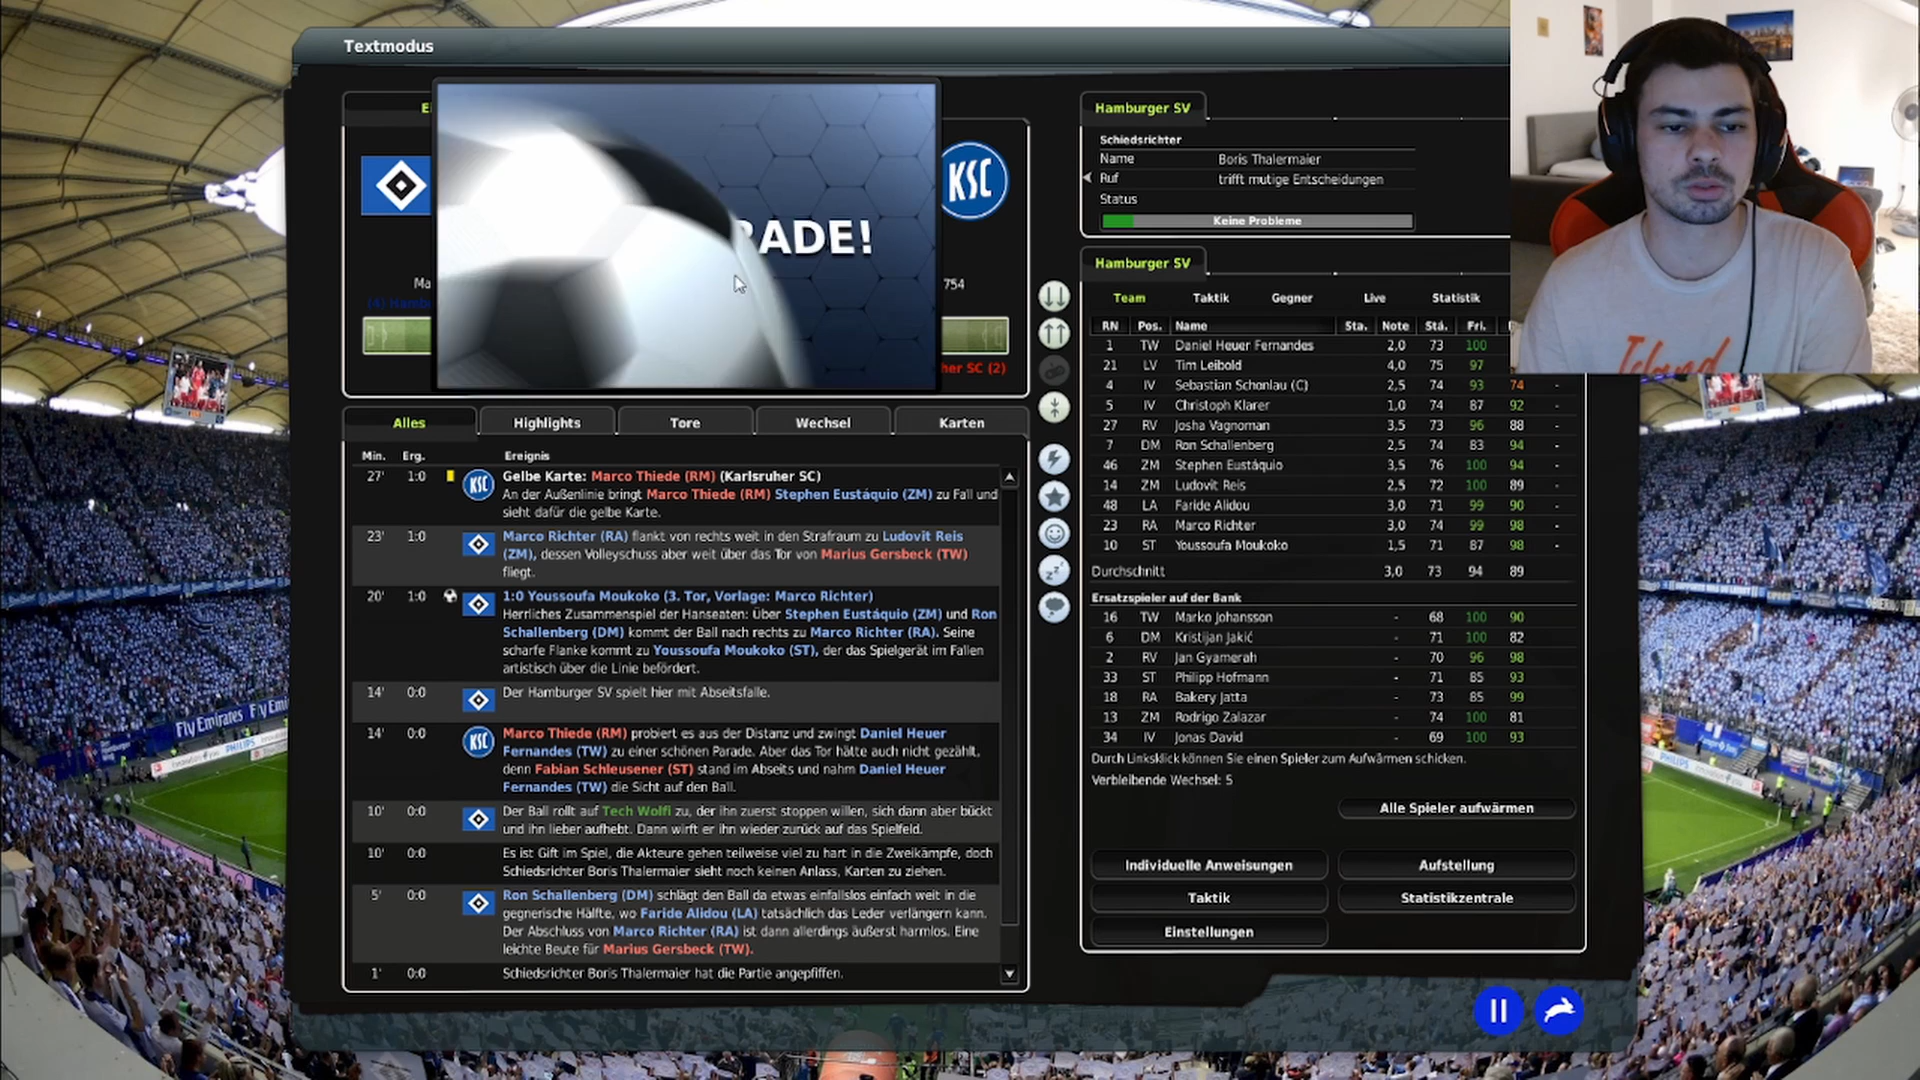 Textmodus
RADE!
KSC
754
her SC (2)
Alles Highlights Tore Wechsel Karten
Min. Erg. Ereignis
27' 1:0 KSC Gelbe Karte: Marco Thiede (RM) (Karlsruher SC)
An der Außenlinie bringt Marco Thiede (RM) Stephen Eustáquio (ZM) zu Fall und
sieht dafür die gelbe Karte.
23' 1:0 Marco Richter (RA) flankt von rechts weit in den Strafraum zu Ludovit Reis
(ZM), dessen Volleyschuss aber weit über das Tor von Marius Gersbeck (TW)
fliegt.
20' 1:0 1:0 Youssoufa Moukoko (3. Tor, Vorlage: Marco Richter)
Herrliches Zusammenspiel der Hanseaten: Über Stephen Eustáquio (ZM) und Ron
Schallenberg (DM) kommt der Ball nach rechts zu Marco Richter (RA). Seine
scharfe Flanke kommt zu Youssoufa Moukoko (ST), der das Spielgerät im Fallen
artistisch über die Linie befördert.
14' 0:0 Der Hamburger SV spielt hier mit Abseitsfalle.
14' 0:0 KSC Marco Thiede (RM) probiert es aus der Distanz und zwingt Daniel Heuer
Fernandes (TW) zu einer schönen Parade. Aber das Tor hätte auch nicht gezählt,
denn Fabian Schleusener (ST) stand im Abseits und nahm Daniel Heuer
Fernandes (TW) die Sicht auf den Ball.
10' 0:0 Der Ball rollt auf Tech Wolfi zu, der ihn zuerst stoppen willen, sich dann aber bückt
und ihn lieber aufhebt. Dann wirft er ihn wieder zurück auf das Spielfeld.
10' 0:0 Es ist Gift im Spiel, die Akteure gehen teilweise viel zu hart in die Zweikämpfe, doch
Schiedsrichter Boris Thalermaier sieht noch keinen Anlass, Karten zu ziehen.
5' 0:0 Ron Schallenberg (DM) schlägt den Ball da etwas einfallslos einfach weit in die
gegnerische Hälfte, wo Faride Alidou (LA) tatsächlich das Leder verlängern kann.
Der Abschluss von Marco Richter (RA) ist dann allerdings äußerst harmlos. Eine
leichte Beute für Marius Gersbeck (TW).
1' 0:0 Schiedsrichter Boris Thalermaier hat die Partie angepfiffen.
Hamburger SV
Schiedsrichter
Name Boris Thalermaier
Ruf trifft mutige Entscheidungen
Status
Keine Probleme
Hamburger SV
Team Taktik Gegner Live Statistik
RN Pos. Name Sta. Note Stä. Fri.
1 TW Daniel Heuer Fernandes 2,0 73 100
21 LV Tim Leibold 4,0 75 97
4 IV Sebastian Schonlau (C) 2,5 74 93 74 -
5 IV Christoph Klarer 1,0 74 87 92 -
27 RV Josha Vagnoman 3,5 73 96 88 -
7 DM Ron Schallenberg 2,5 74 83 94 -
46 ZM Stephen Eustáquio 3,5 76 100 94 -
14 ZM Ludovit Reis 2,5 72 100 89 -
48 LA Faride Alidou 3,0 71 99 90 -
23 RA Marco Richter 3,0 74 99 98 -
10 ST Youssoufa Moukoko 1,5 71 87 98 -
Durchschnitt 3,0 73 94 89
Ersatzspieler auf der Bank
16 TW Marko Johansson - 68 100 90
6 DM Kristijan Jakić - 71 100 82
2 RV Jan Gyamerah - 70 96 98
33 ST Philipp Hofmann - 71 85 93
18 RA Bakery Jatta - 73 85 99
13 ZM Rodrigo Zalazar - 74 100 81
34 IV Jonas David - 69 100 93
Durch Linksklick können Sie einen Spieler zum Aufwärmen schicken.
Verbleibende Wechsel: 5
Alle Spieler aufwärmen
Individuelle Anweisungen Aufstellung
Taktik Statistikzentrale
Einstellungen
Fly Emirates
PHILIPS
PHILIPS
Island